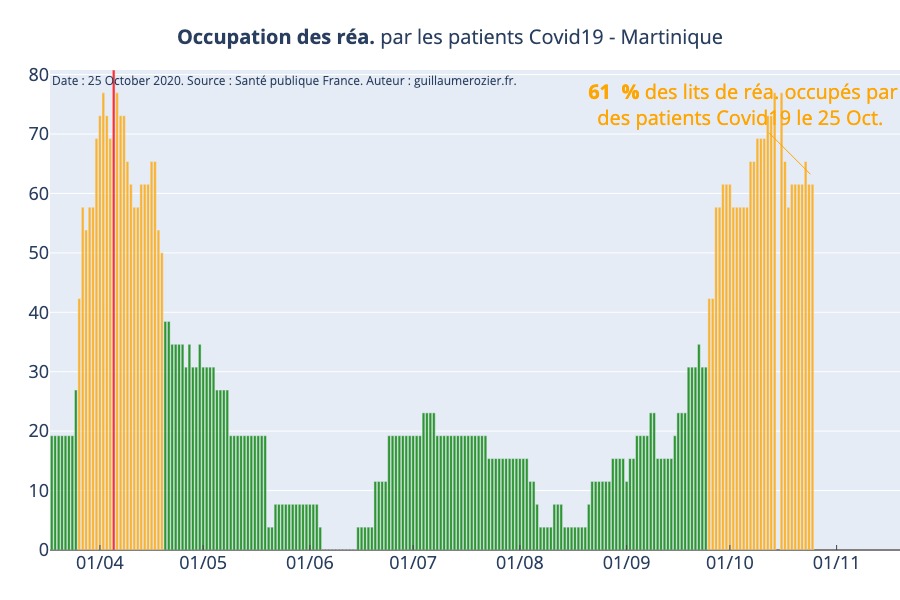 Occupation des réa. par les patients Covid19 - Martinique
Date : 25 October 2020. Source : Santé publique France. Auteur : guillaumerozier.fr.
61 % des lits de réa. occupés par
des patients Covid19 le 25 Oct.
80
70
60
50
40
30
20
10
0
01/04 01/05 01/06 01/07 01/08 01/09 01/10 01/11